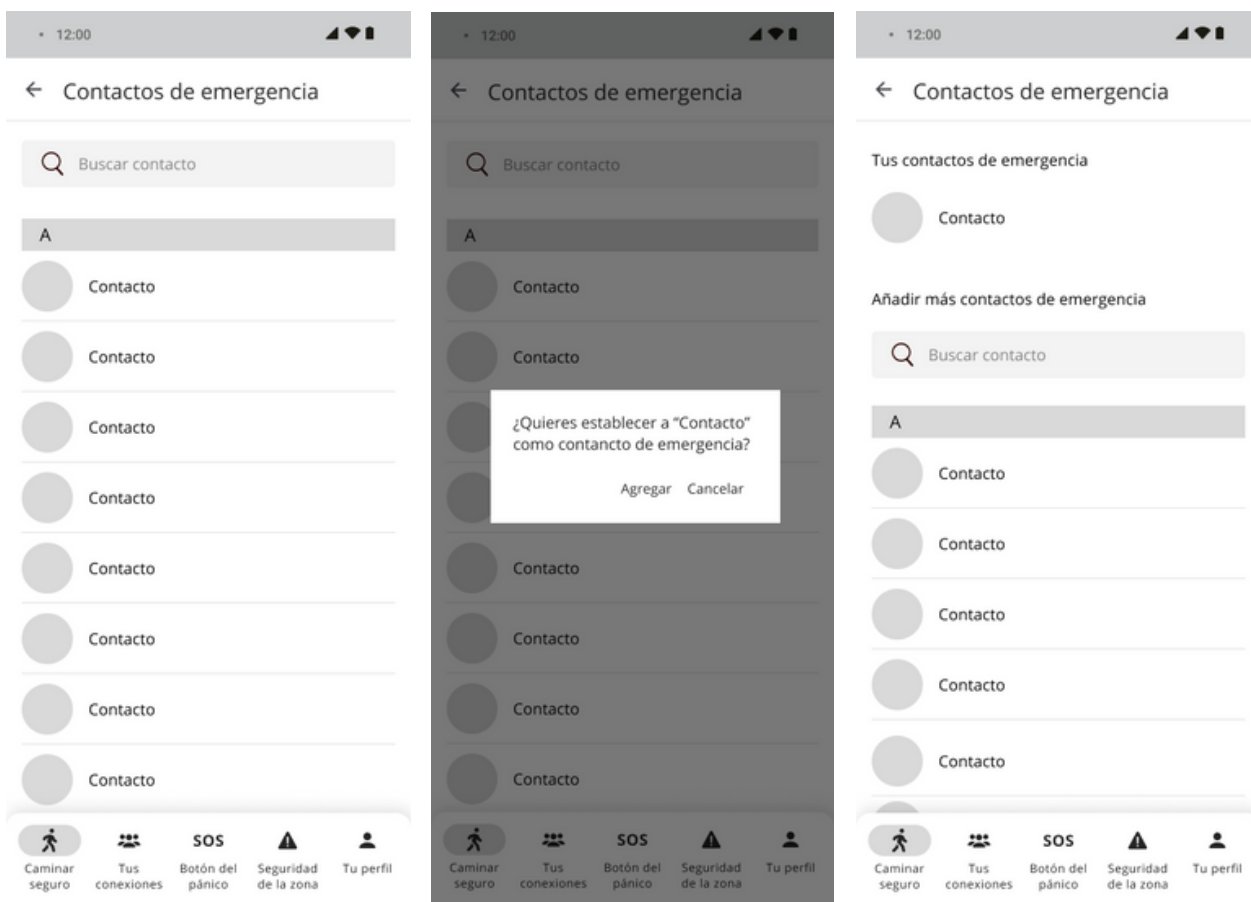 12:00
Contactos de emergencia
Buscar contacto
A
Contacto
Contacto
Contacto
Contacto
Contacto
Contacto
Contacto
Contacto
SOS
Caminar seguro
Tus conexiones
Botón del pánico
Seguridad de la zona
Tu perfil
12:00
Contactos de emergencia
Buscar contacto
A
Contacto
Contacto
¿Quieres establecer a “Contacto”
como contancto de emergencia?
Agregar Cancelar
Contacto
Contacto
Contacto
Contacto
SOS
Caminar seguro
Tus conexiones
Botón del pánico
Seguridad de la zona
Tu perfil
12:00
Contactos de emergencia
Tus contactos de emergencia
Contacto
Añadir más contactos de emergencia
Buscar contacto
A
Contacto
Contacto
Contacto
Contacto
Contacto
SOS
Caminar seguro
Tus conexiones
Botón del pánico
Seguridad de la zona
Tu perfil